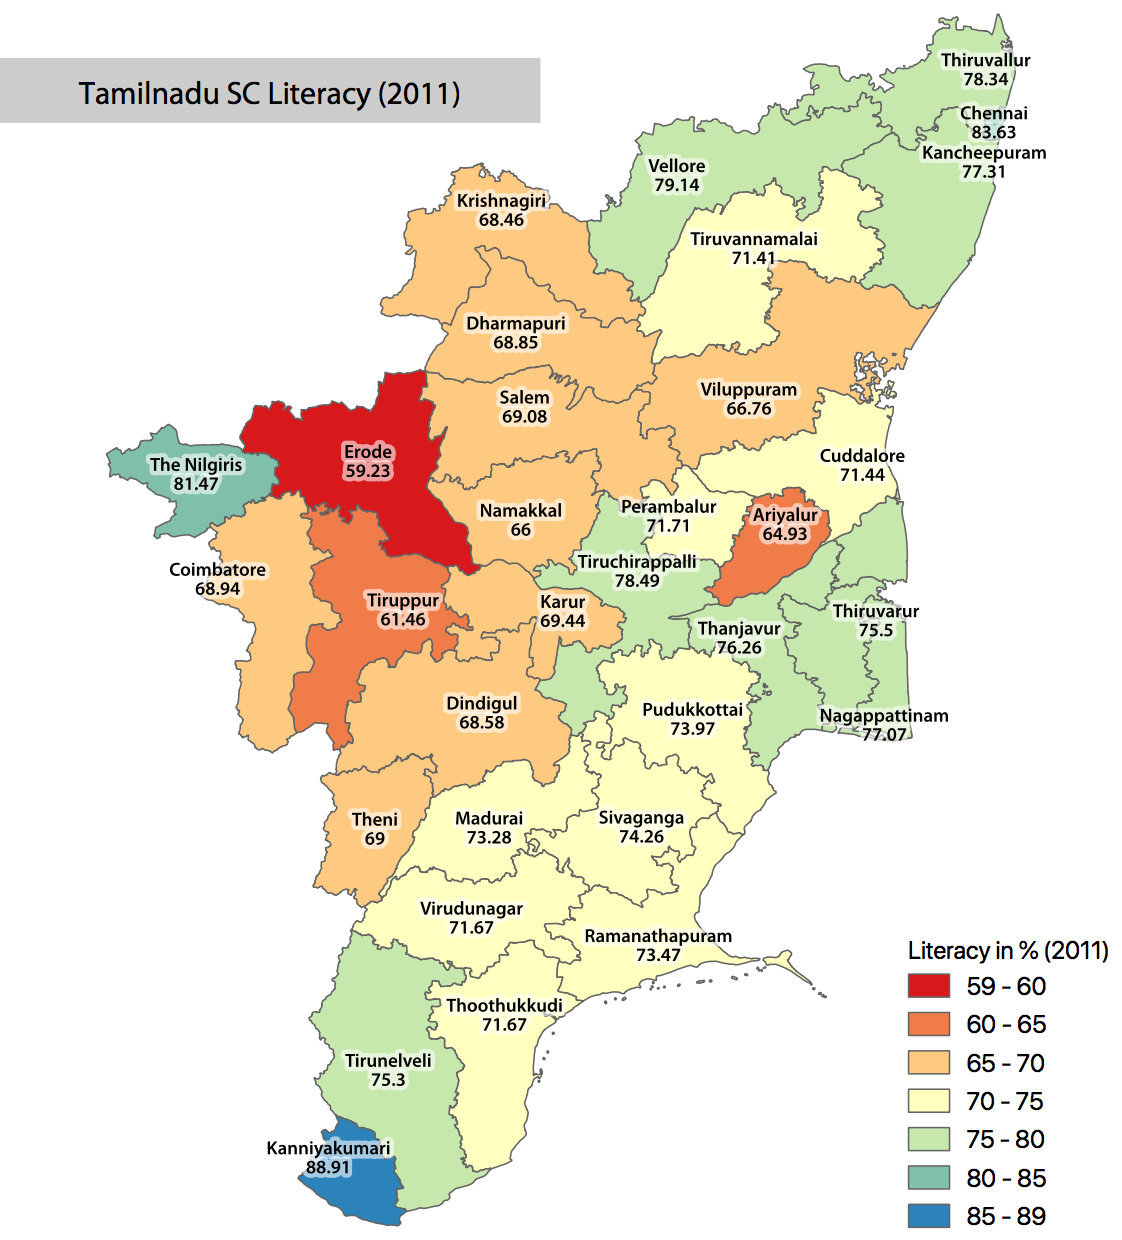 Tamilnadu SC Literacy (2011)
Thiruvallur
78.34
Chennai
83.63
Kancheepuram
77.31
Vellore
79.14
Krishnagiri
68.46
Tiruvannamalai
71.41
Dharmapuri
68.85
Salem
69.08
Viluppuram
66.76
Erode
59.23
The Nilgiris
81.47
Cuddalore
71.44
Namakkal
66
Perambalur
71.71
Ariyalur
64.93
Coimbatore
68.94
Tiruchirappalli
78.49
Tiruppur
61.46
Karur
69.44
Thanjavur
76.26
Thiruvarur
75.5
Dindigul
68.58
Pudukkottai
73.97
Nagappattinam
77.07
Theni
69
Madurai
73.28
Sivaganga
74.26
Virudunagar
71.67
Ramanathapuram
73.47
Thoothukkudi
71.67
Tirunelveli
75.3
Kanniyakumari
88.91
Literacy in % (2011)
59 - 60
60 - 65
65 - 70
70 - 75
75 - 80
80 - 85
85 - 89